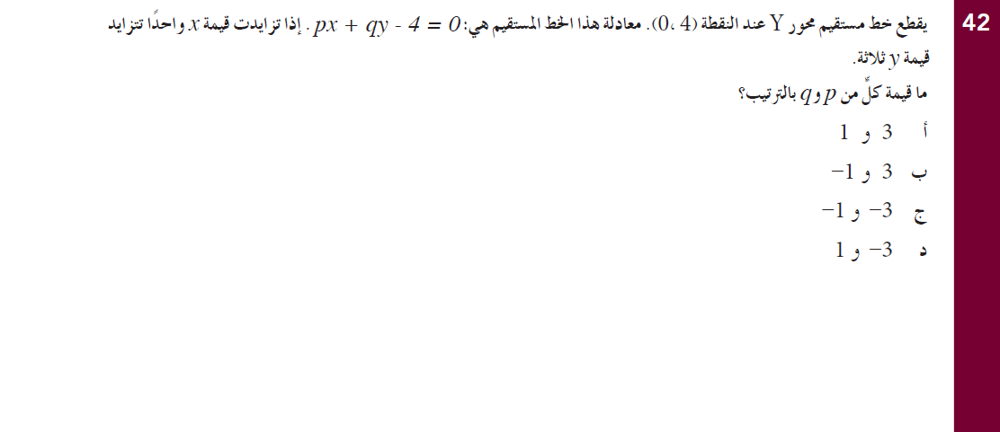 42
يقطع خط مستقيم محور Y عند النقطة (4 ،0). معادلة هذا الخط المستقيم هي: px + qy - 4 = 0. إذا تزايدت قيمة x واحدًا تتزايد
قيمة y ثلاثة.
ما قيمة كلٍّ من p و q بالترتيب؟
أ 3 و 1
ب 3 و 1−
ج 3− و 1−
د 3− و 1